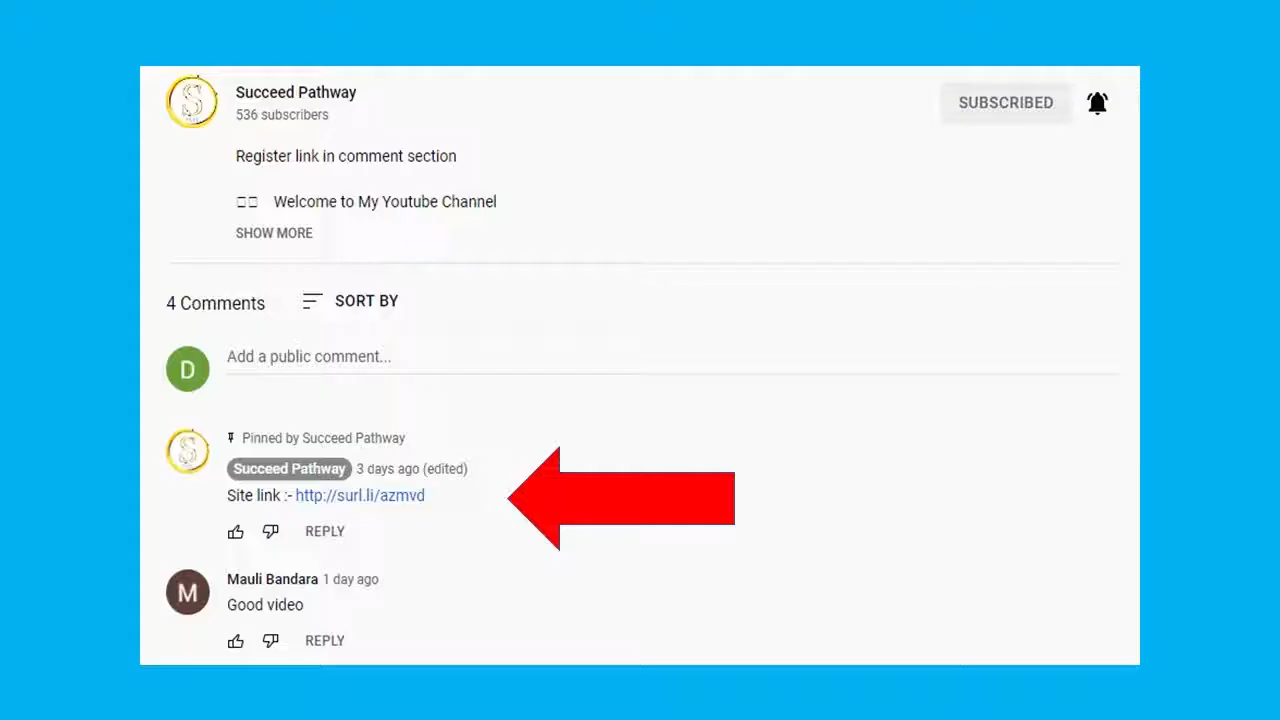 Succeed Pathway
536 subscribers
SUBSCRIBED
Register link in comment section
Welcome to My Youtube Channel
SHOW MORE
4 Comments
SORT BY
D
Add a public comment...
Pinned by Succeed Pathway
Succeed Pathway 3 days ago (edited)
Site link :- http://surl.li/azmvd
REPLY
M
Mauli Bandara 1 day ago
Good video
REPLY